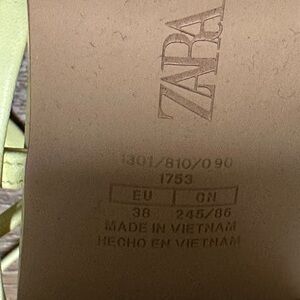 ZARA
1301/810/090
1753
EU CN
38 245/86
MADE IN VIETNAM
HECHO EN VIETNAM